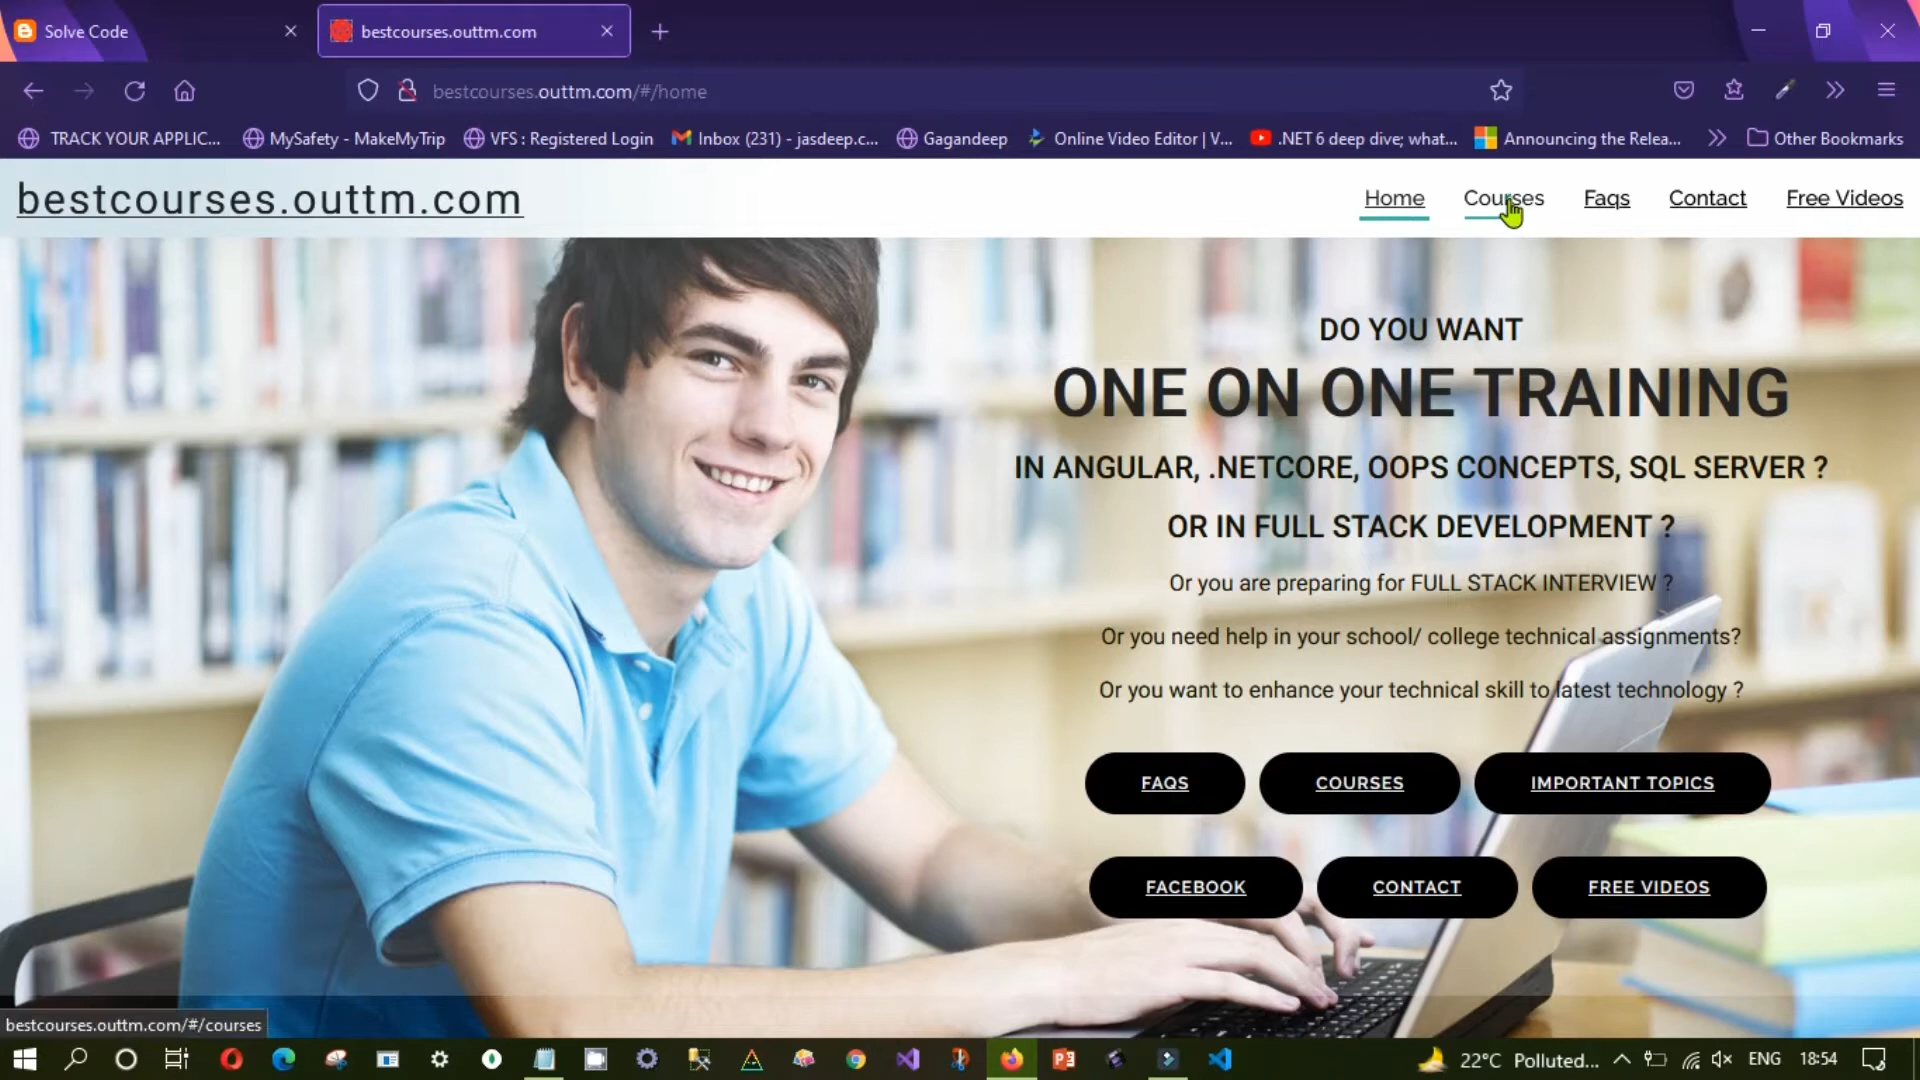 Solve Code
bestcourses.outtm.com
bestcourses.outtm.com/#/home
TRACK YOUR APPLIC... MySafety - MakeMyTrip VFS : Registered Login Inbox (231) - jasdeep.c... Gagandeep Online Video Editor | V... .NET 6 deep dive; what... Announcing the Relea... Other Bookmarks
bestcourses.outtm.com
Home Courses Faqs Contact Free Videos
DO YOU WANT
ONE ON ONE TRAINING
IN ANGULAR, .NETCORE, OOPS CONCEPTS, SQL SERVER ?
OR IN FULL STACK DEVELOPMENT ?
Or you are preparing for FULL STACK INTERVIEW ?
Or you need help in your school/ college technical assignments?
Or you want to enhance your technical skill to latest technology ?
FAQS COURSES IMPORTANT TOPICS
FACEBOOK CONTACT FREE VIDEOS
bestcourses.outtm.com/#/courses
22°C Polluted... ENG 18:54